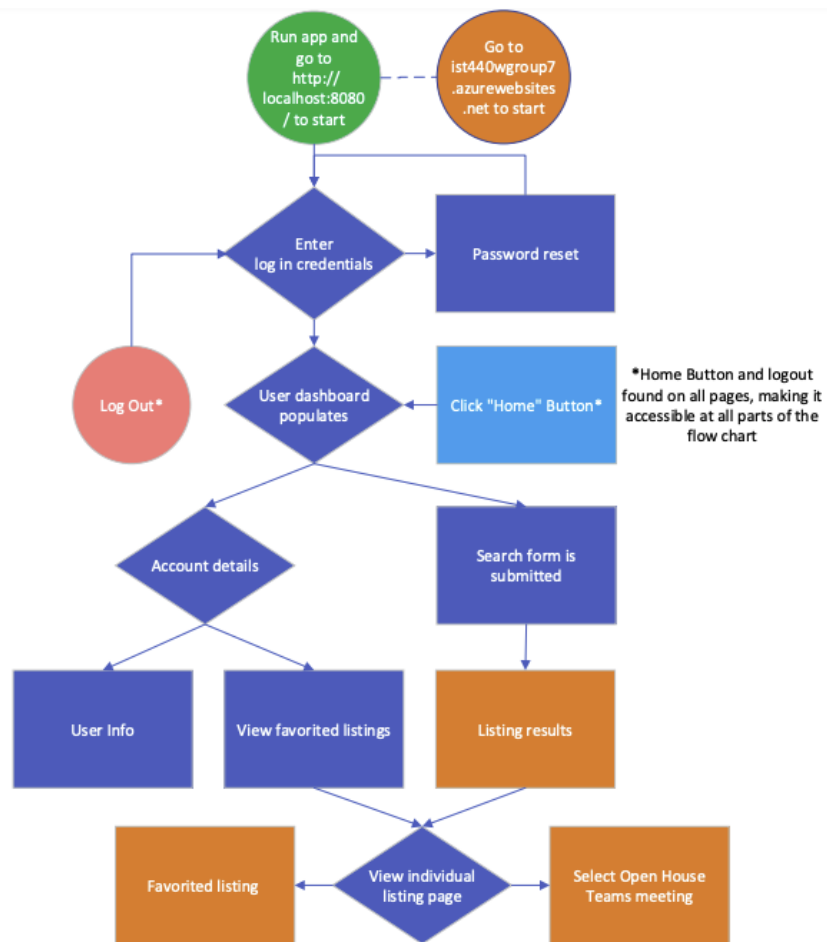 Run app and
go to
http://
localhost:8080
/ to start
Go to
ist440wgroup7
.azurewebsites
.net to start
Enter
log in credentials
Password reset
Log Out*
User dashboard
populates
Click "Home" Button*
*Home Button and logout
found on all pages, making it
accessible at all parts of the
flow chart
Account details
Search form is
submitted
User Info
View favorited listings
Listing results
Favorited listing
View individual
listing page
Select Open House
Teams meeting